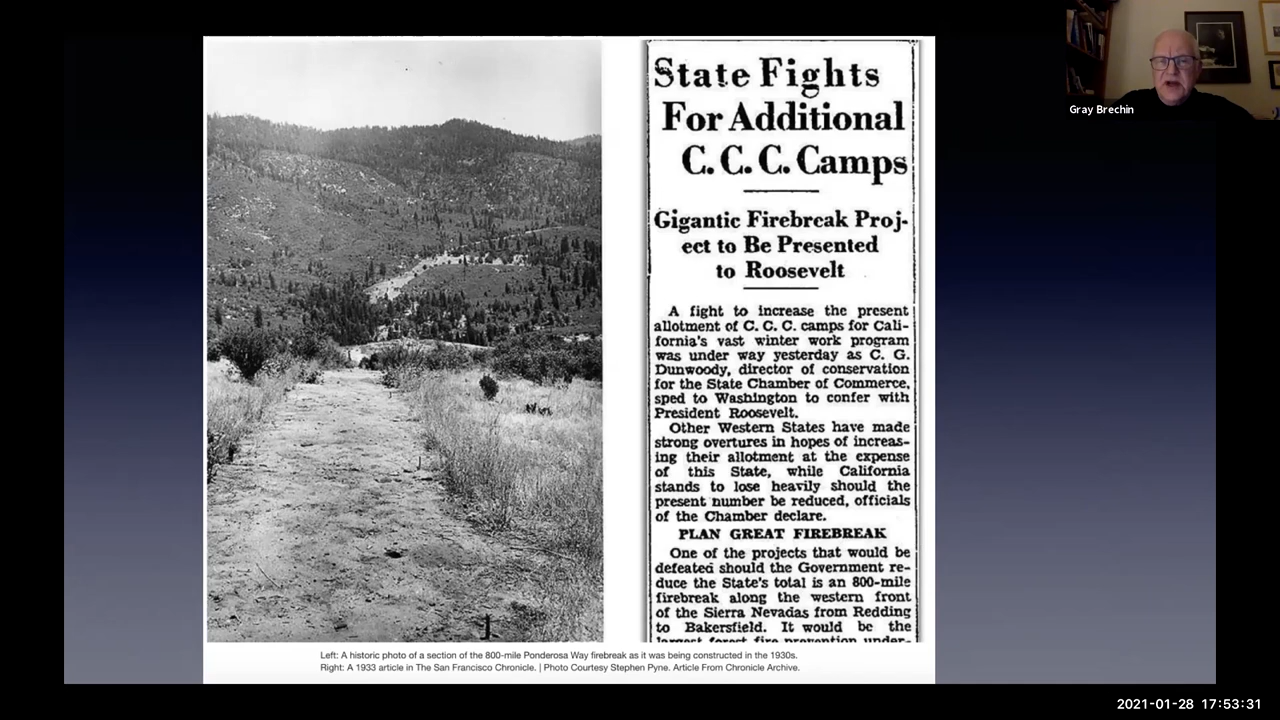 State Fights
For Additional
C. C. C. Camps
Gigantic Firebreak Proj-
ect to Be Presented
to Roosevelt
A fight to increase the present
allotment of C. C. C. camps for Cali-
fornia's vast winter work program
was under way yesterday as C. G.
Dunwoody, director of conservation
for the State Chamber of Commerce,
sped to Washington to confer with
President Roosevelt.
Other Western States have made
strong overtures in hopes of increas-
ing their allotment at the expense
of this State, while California
stands to lose heavily should the
present number be reduced, officials
of the Chamber declare.
PLAN GREAT FIREBREAK
One of the projects that would be
defeated should the Government re-
duce the State's total is an 800-mile
firebreak along the western front
of the Sierra Nevadas from Redding
to Bakersfield. It would be the
largest forest fire prevention under-
Left: A historic photo of a section of the 800-mile Ponderosa Way firebreak as it was being constructed in the 1930s.
Right: A 1933 article in The San Francisco Chronicle. | Photo Courtesy Stephen Pyne. Article From Chronicle Archive.
Gray Brechin
2021-01-28 17:53:31